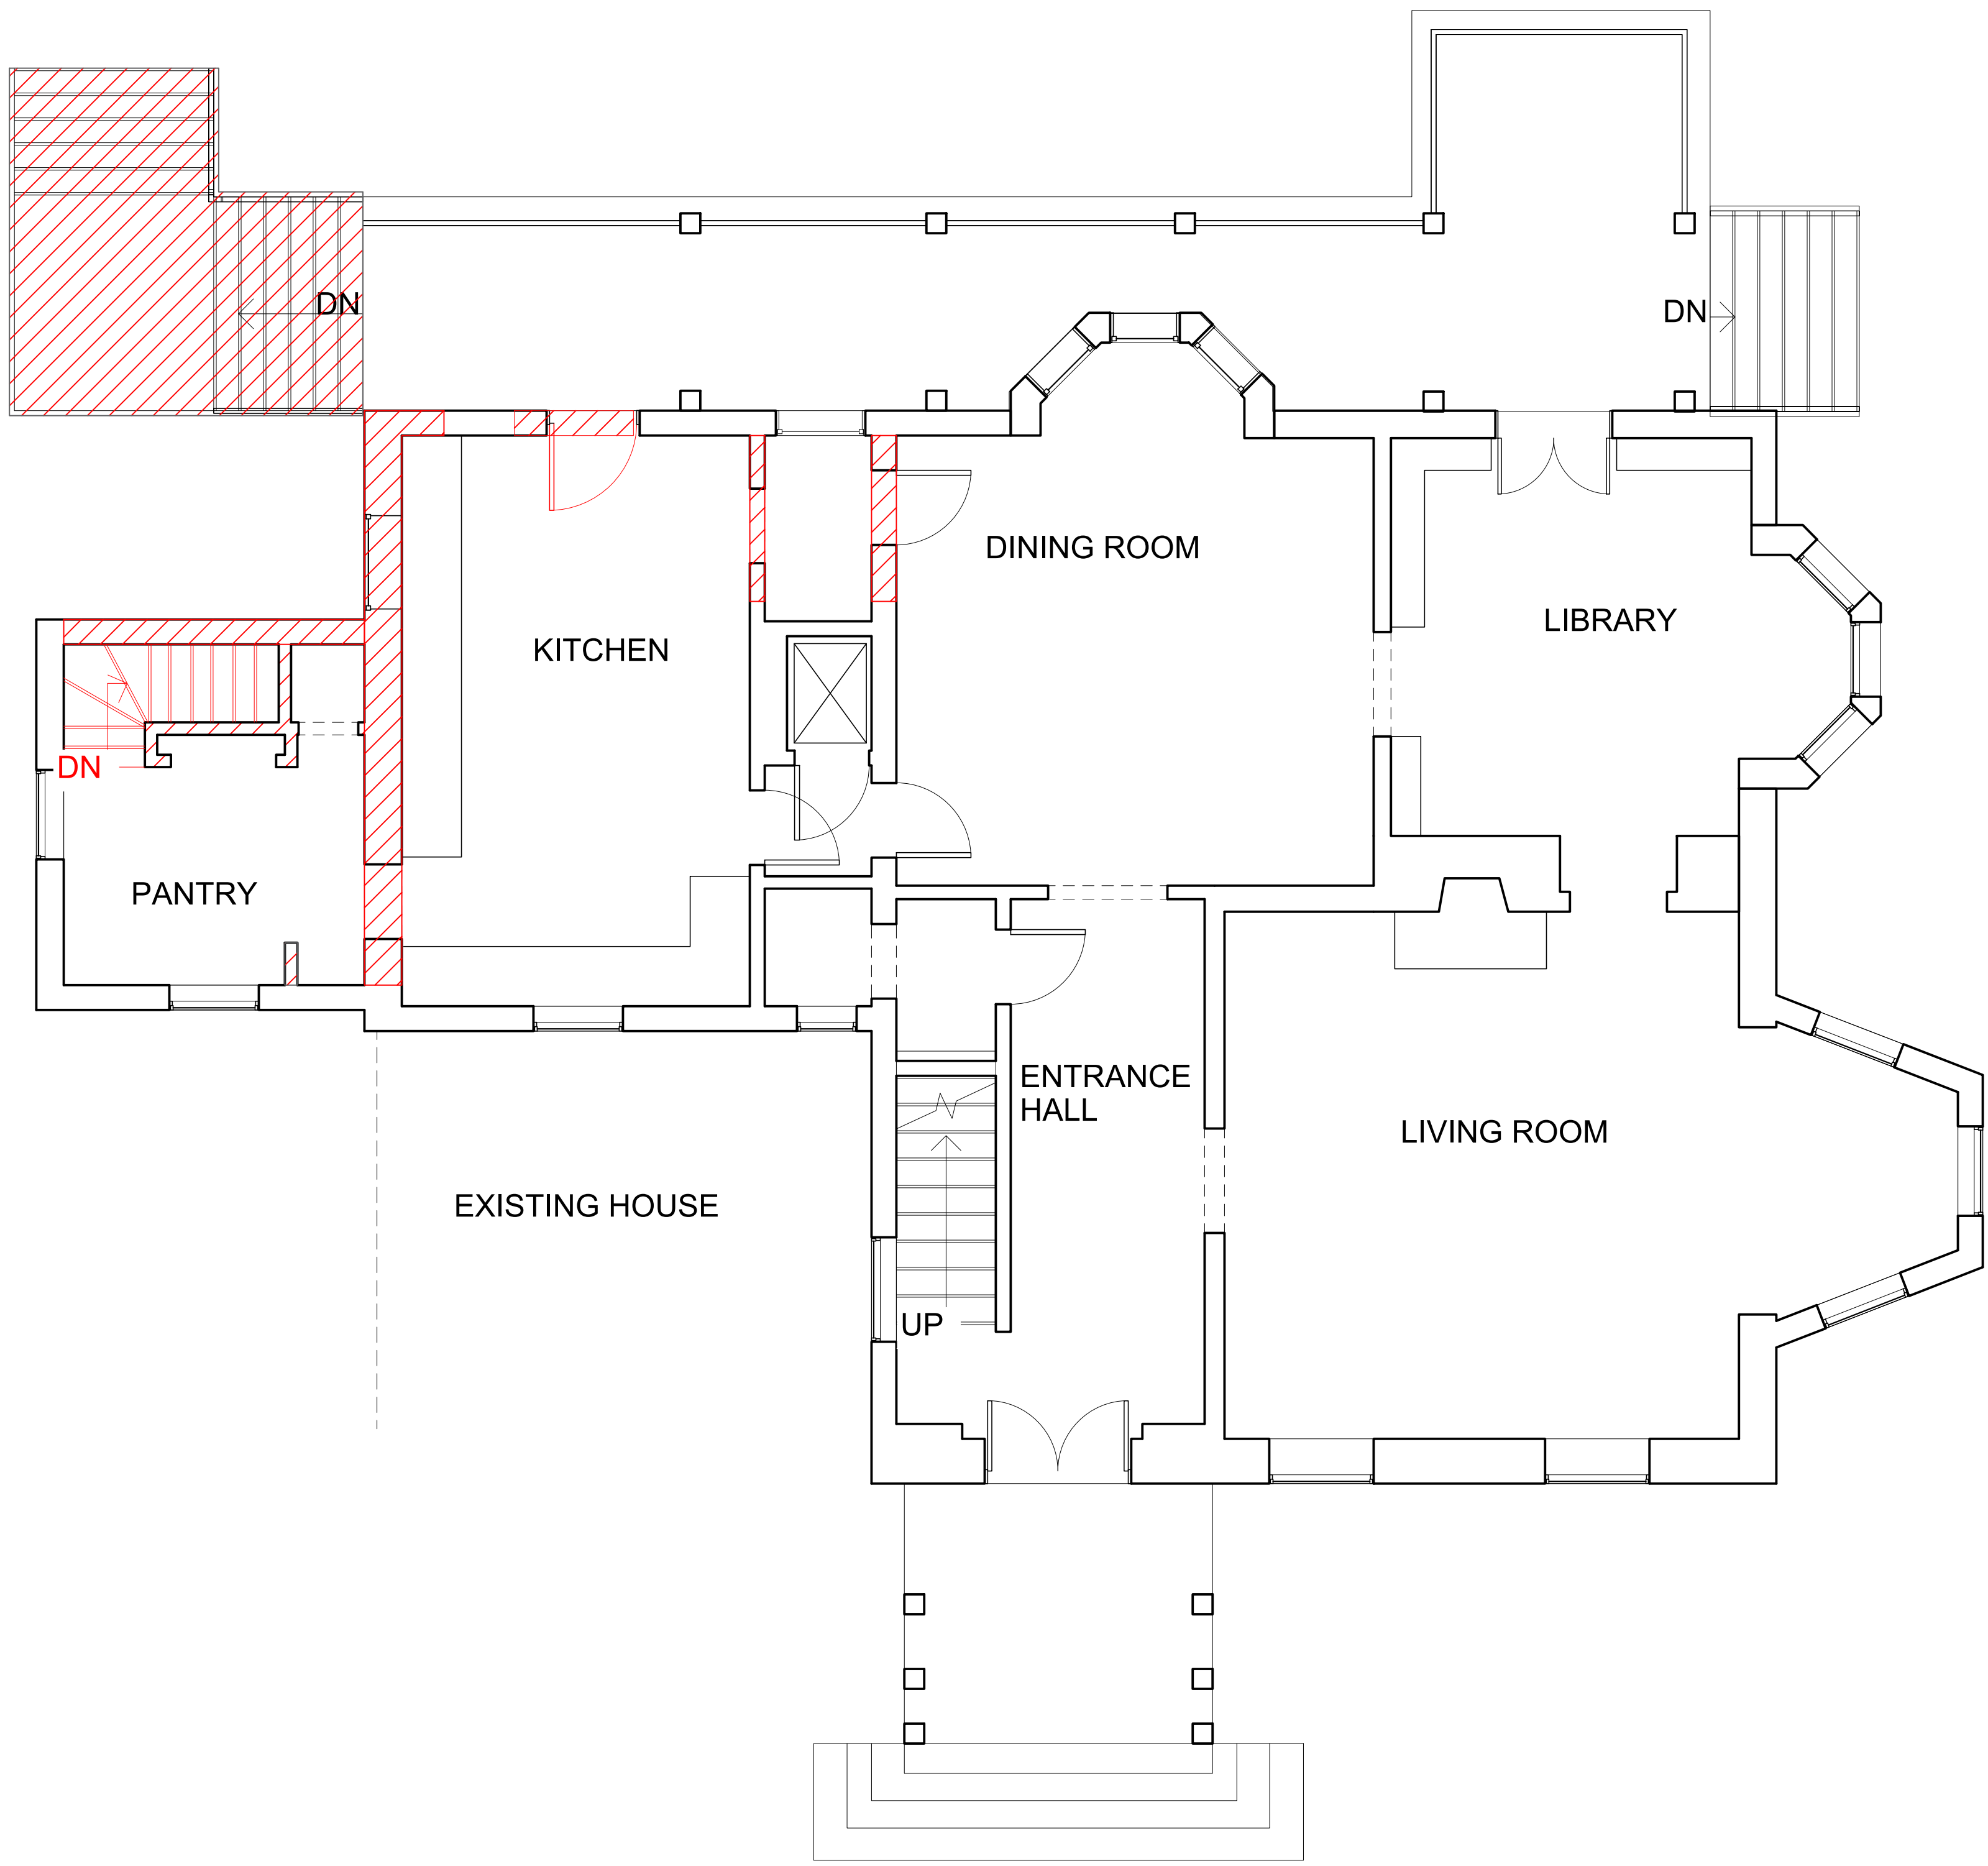 DN
DN
DINING ROOM
LIBRARY
KITCHEN
DN
PANTRY
ENTRANCE
HALL
LIVING ROOM
EXISTING HOUSE
UP